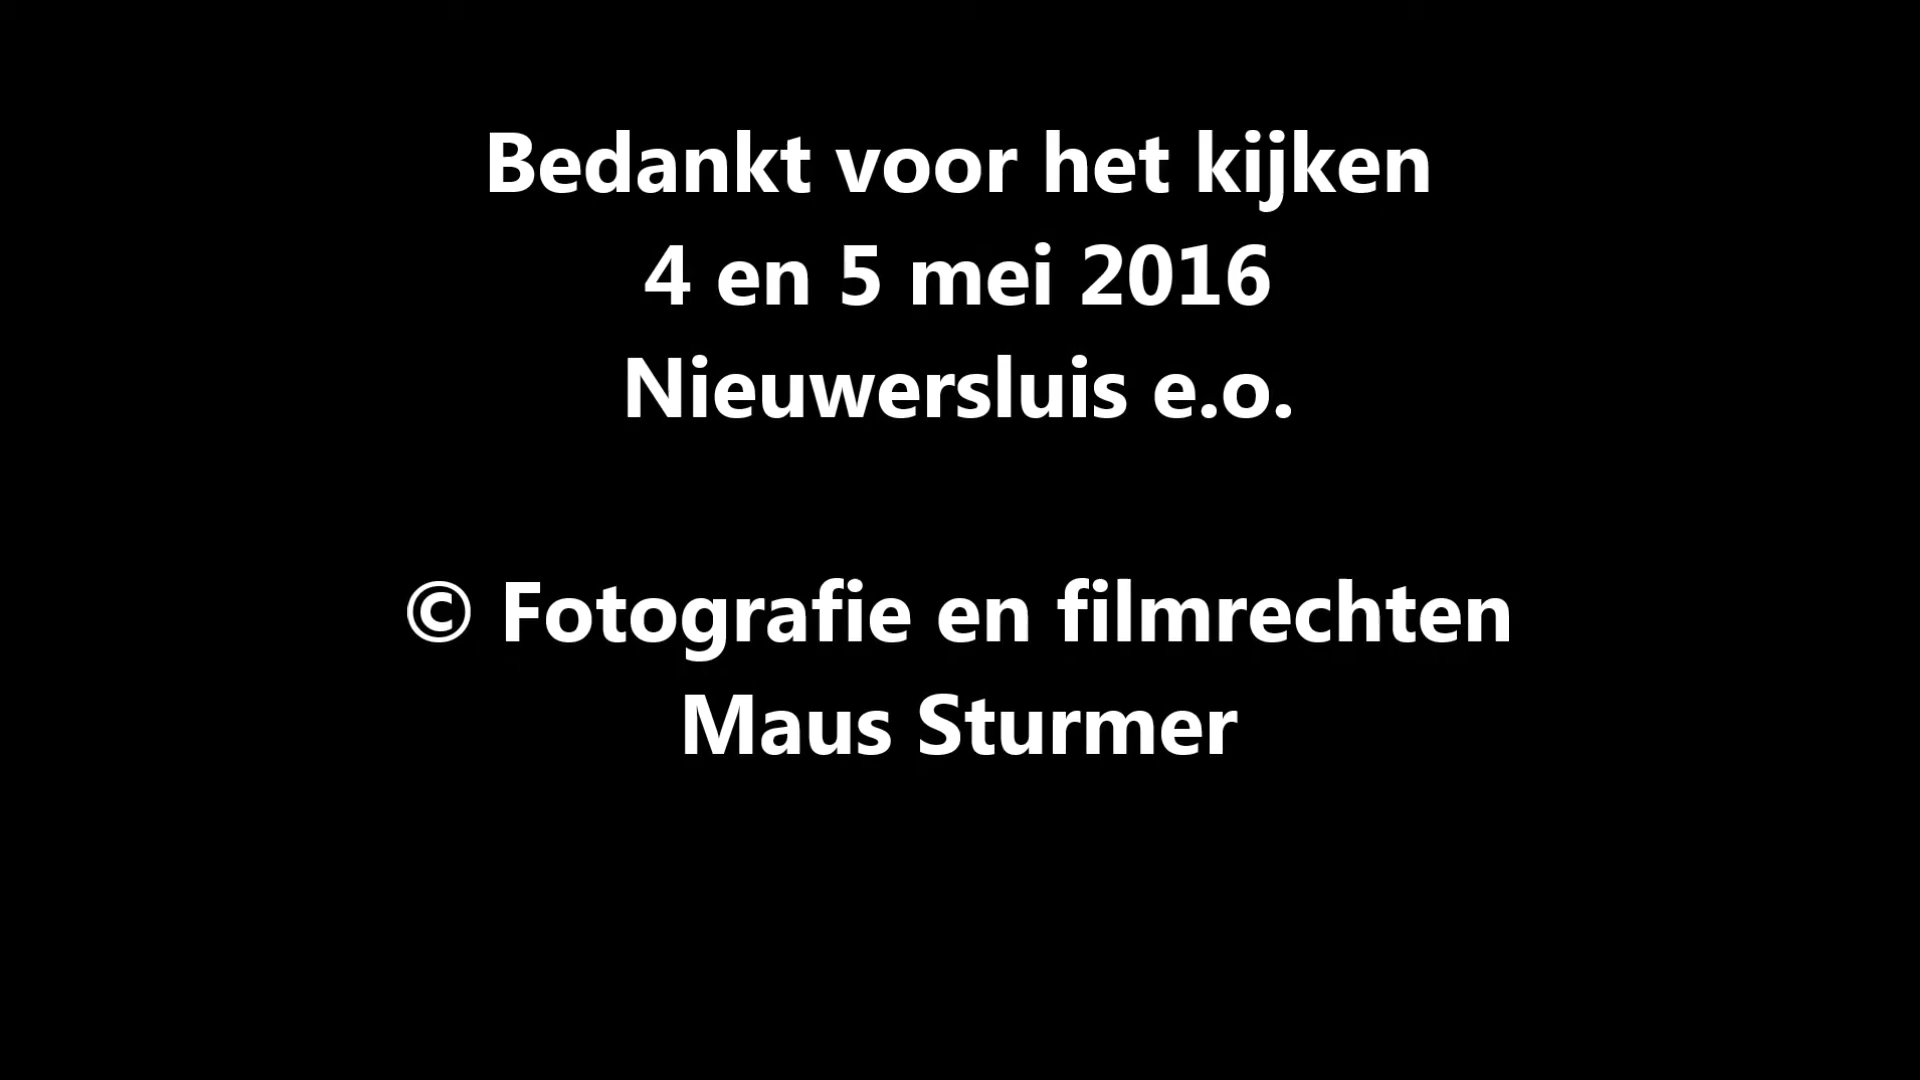 Bedankt voor het kijken
4 en 5 mei 2016
Nieuwersluis e.o.
© Fotografie en filmrechten
Maus Sturmer